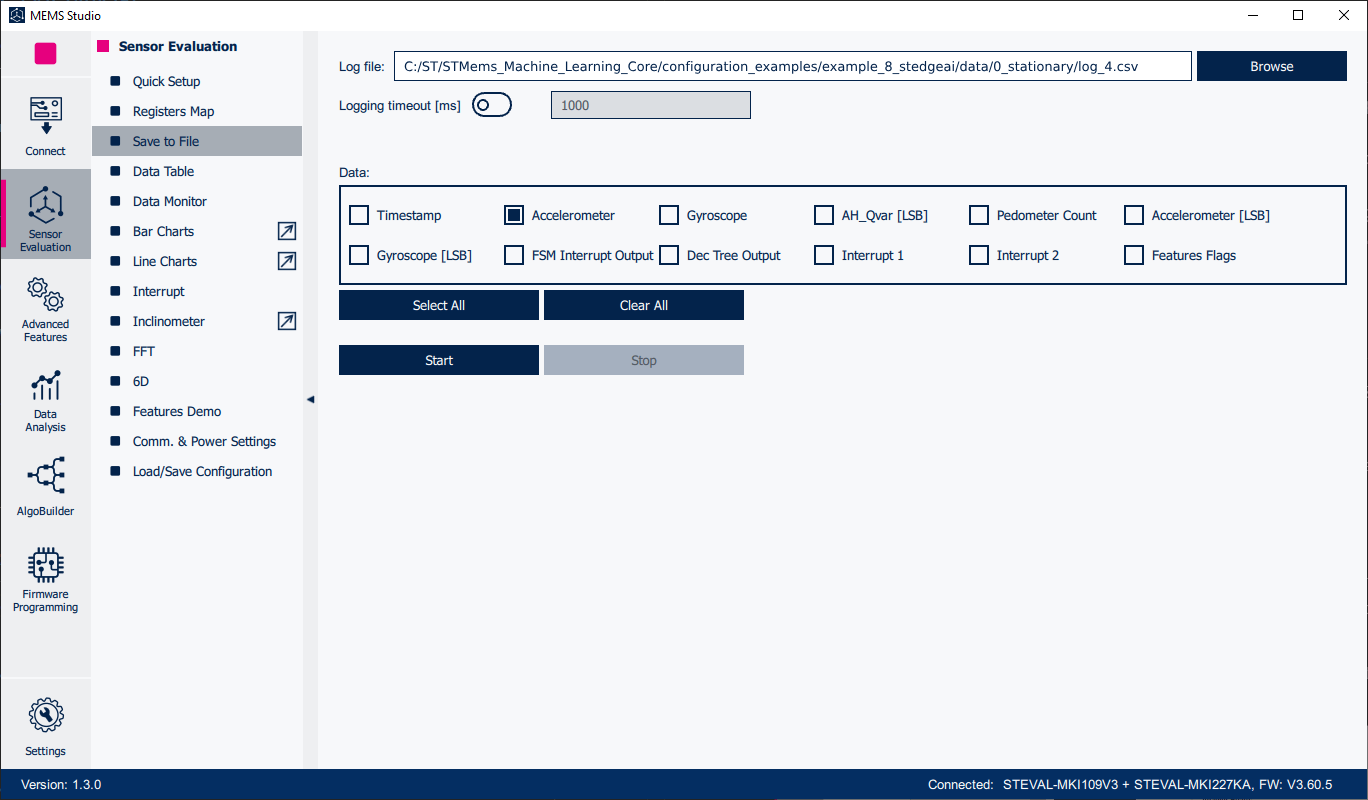 MEMS Studio
Connect
Sensor
Evaluation
Advanced
Features
Data
Analysis
AlgoBuilder
Firmware
Programming
Settings
Sensor Evaluation
Quick Setup
Registers Map
Save to File
Data Table
Data Monitor
Bar Charts
Line Charts
Interrupt
Inclinometer
FFT
6D
Features Demo
Comm. & Power Settings
Load/Save Configuration
Log file: C:/ST/STMems_Machine_Learning_Core/configuration_examples/example_8_stedgeai/data/0_stationary/log_4.csv Browse
Logging timeout [ms] 1000
Data:
Timestamp Accelerometer Gyroscope AH_Qvar [LSB] Pedometer Count Accelerometer [LSB]
Gyroscope [LSB] FSM Interrupt Output Dec Tree Output Interrupt 1 Interrupt 2 Features Flags
Select All Clear All
Start Stop
Version: 1.3.0 Connected: STEVAL-MKI109V3 + STEVAL-MKI227KA, FW: V3.60.5